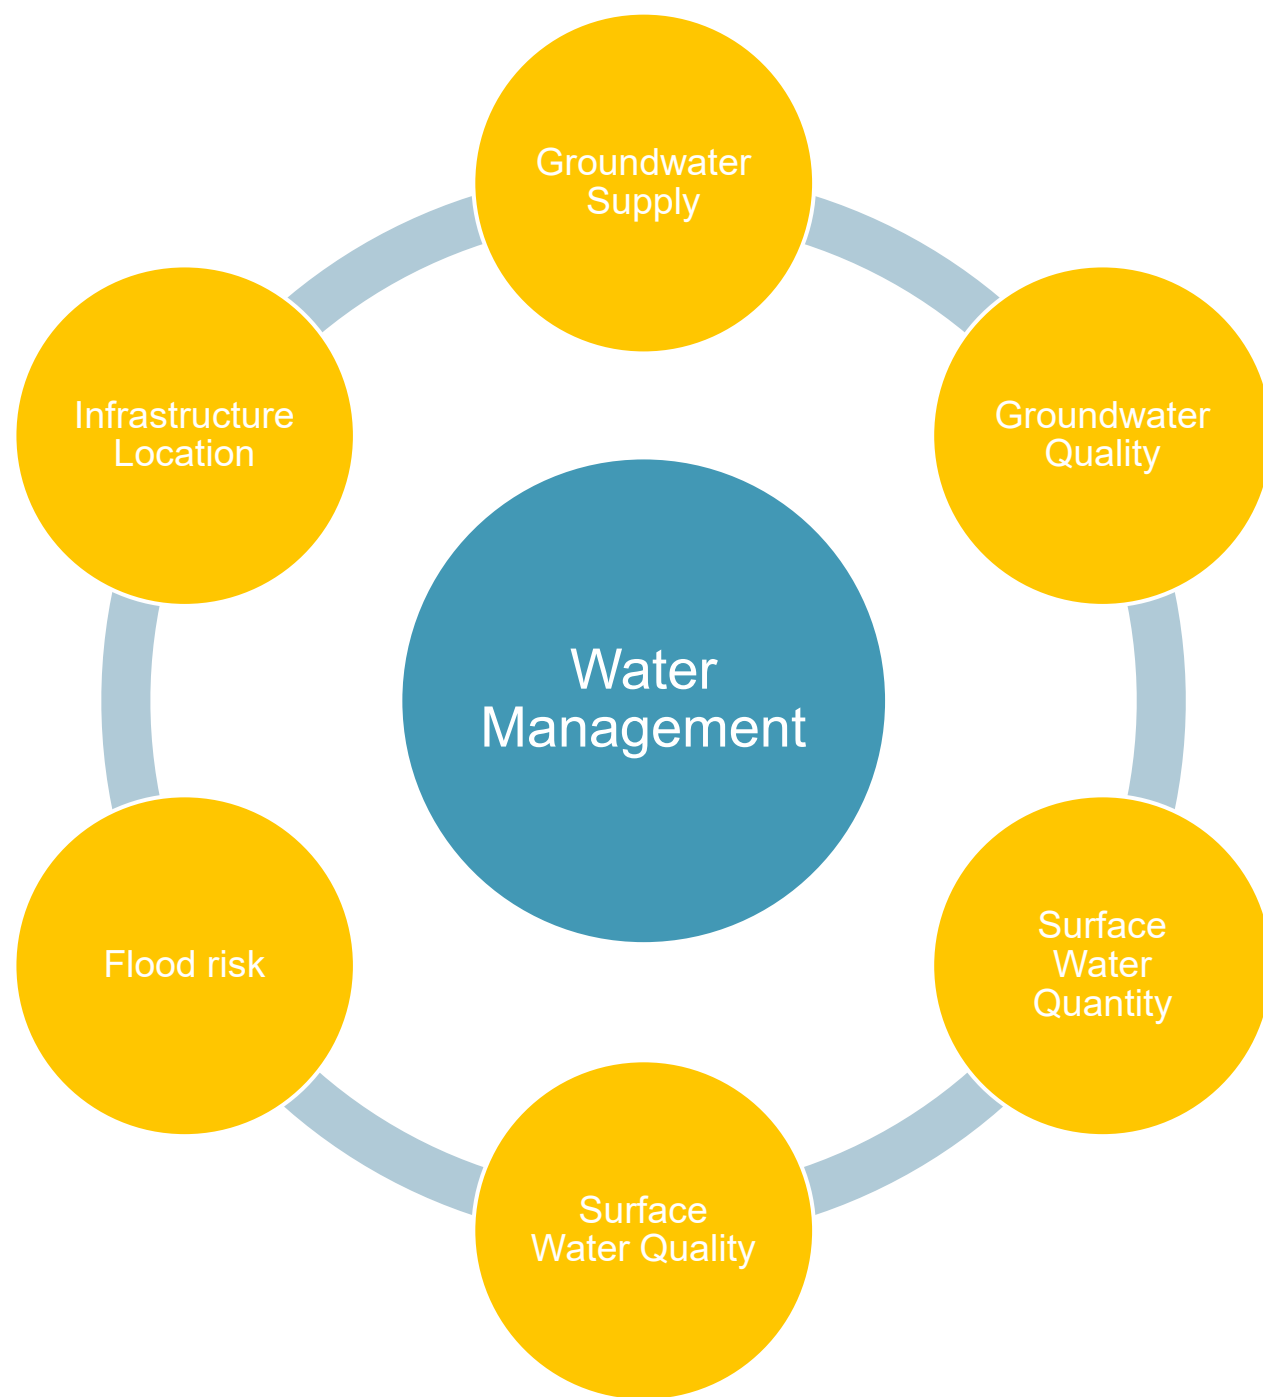 Groundwater
Supply
Infrastructure
Location
Groundwater
Quality
Water
Management
Flood risk
Surface
Water
Quantity
Surface
Water Quality